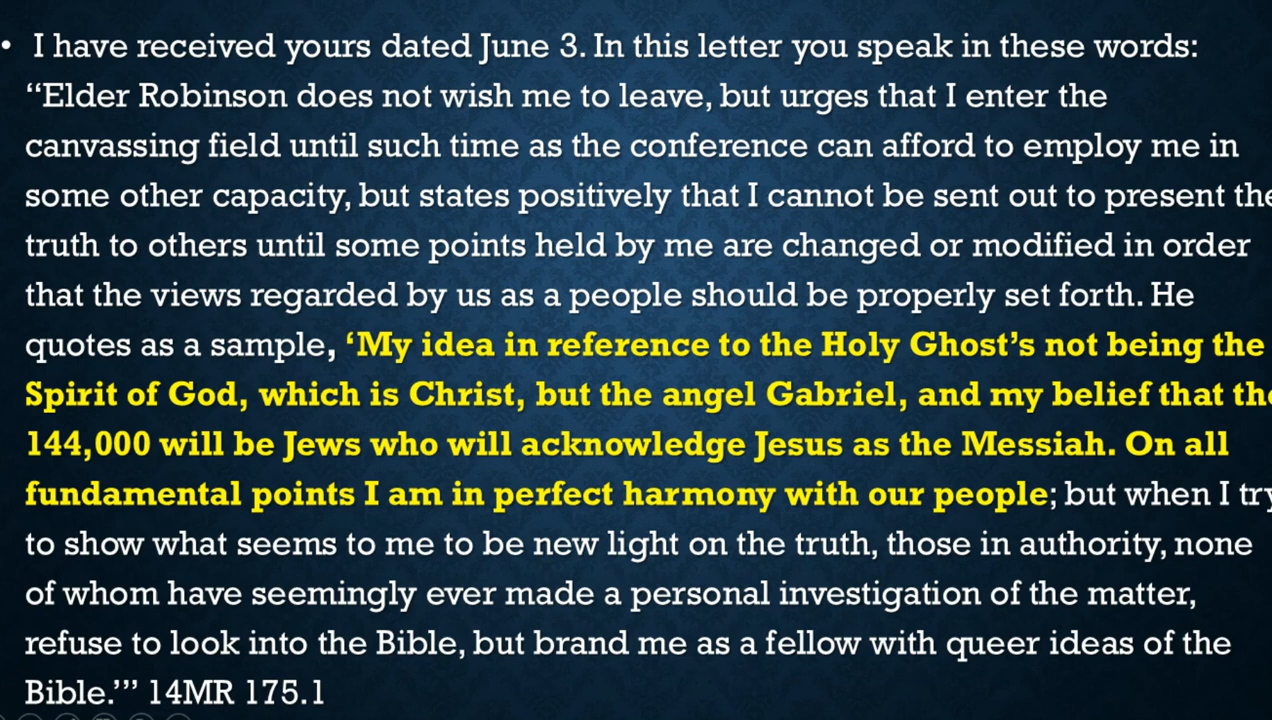 • I have received yours dated June 3. In this letter you speak in these words:
“Elder Robinson does not wish me to leave, but urges that I enter the
canvassing field until such time as the conference can afford to employ me in
some other capacity, but states positively that I cannot be sent out to present the
truth to others until some points held by me are changed or modified in order
that the views regarded by us as a people should be properly set forth. He
quotes as a sample, ‘My idea in reference to the Holy Ghost’s not being the
Spirit of God, which is Christ, but the angel Gabriel, and my belief that the
144,000 will be Jews who will acknowledge Jesus as the Messiah. On all
fundamental points I am in perfect harmony with our people; but when I try
to show what seems to me to be new light on the truth, those in authority, none
of whom have seemingly ever made a personal investigation of the matter,
refuse to look into the Bible, but brand me as a fellow with queer ideas of the
Bible.’” 14MR 175.1